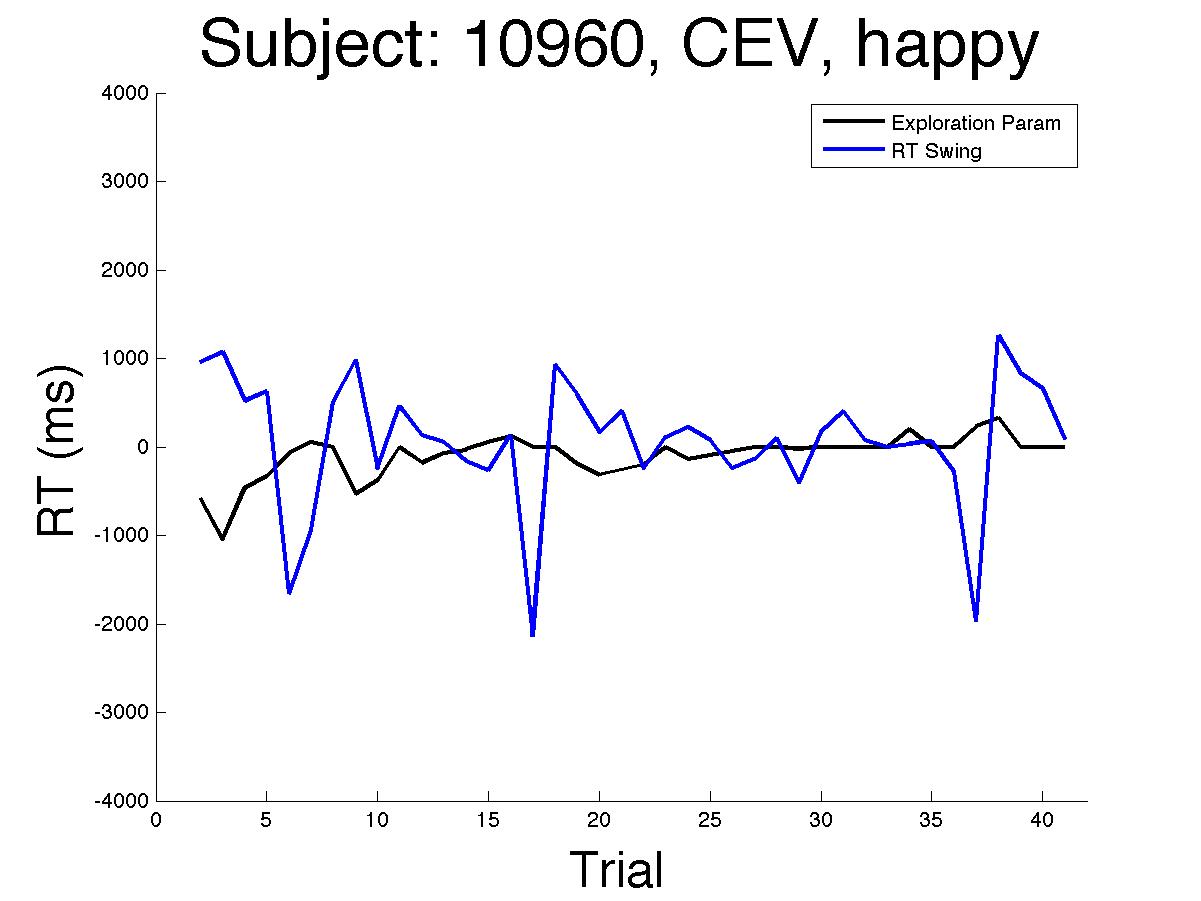 Subject: 10960, CEV, happy
Exploration Param
RT Swing
4000
3000
2000
1000
0
-1000
-2000
-3000
-4000
RT (ms)
0 5 10 15 20 25 30 35 40
Trial